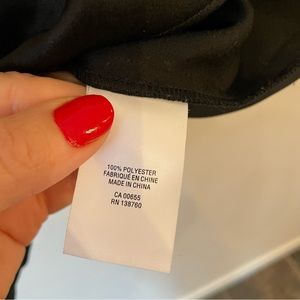 100% POLYESTER
FABRIQUÉ EN CHINE
MADE IN CHINA
CA 00655
RN 138760